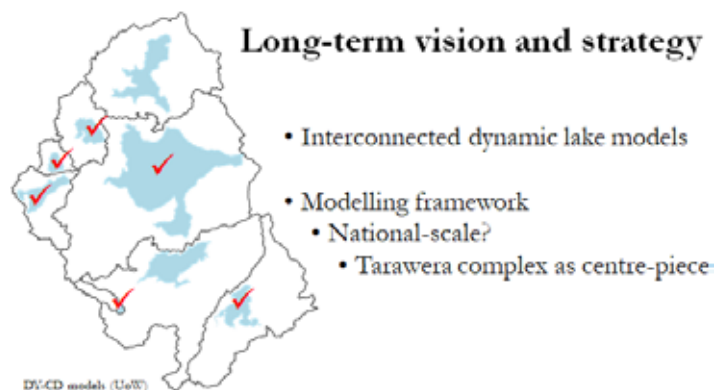 Long-term vision and strategy
• Interconnected dynamic lake models
• Modelling framework
• National-scale?
• Tarawera complex as centre-piece
DY-CD models (UoW)